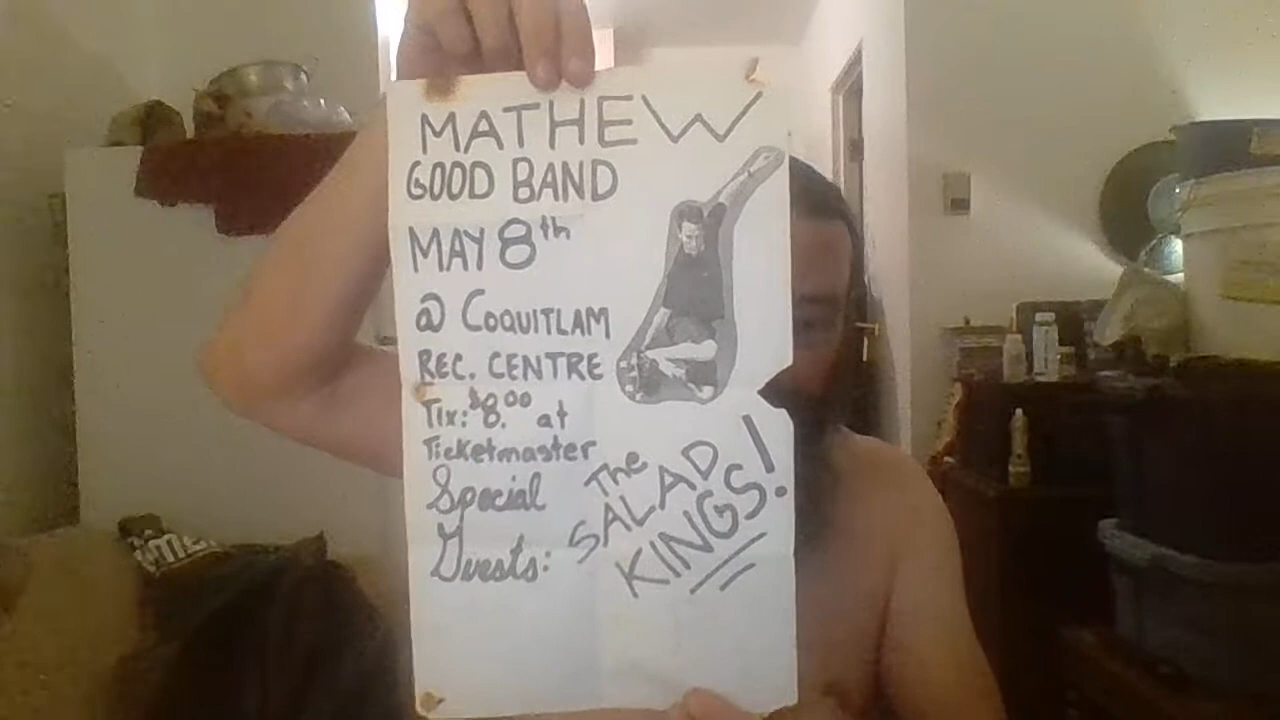 MATHEW
GOOD BAND
MAY 8th
@ COQUITLAM
REC. CENTRE
Tix: $8.00 at
Ticketmaster
Special
Guests:
The
SALAD
KINGS!